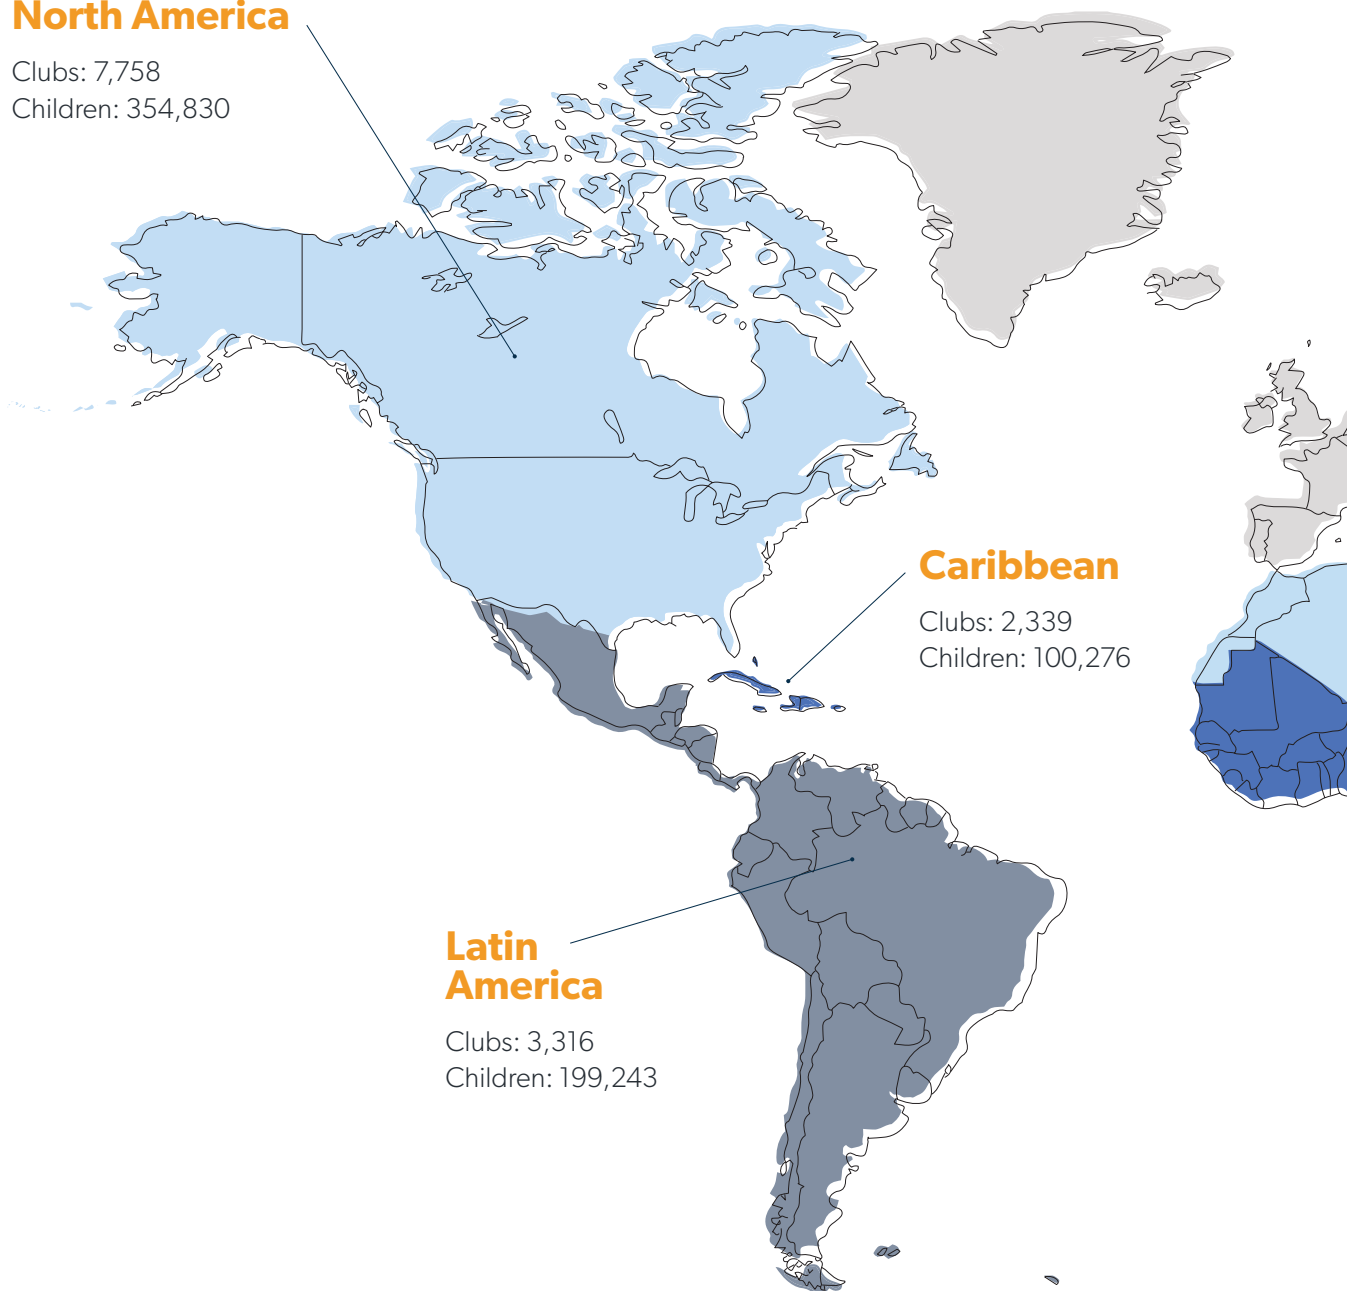 North America
Clubs: 7,758
Children: 354,830
Caribbean
Clubs: 2,339
Children: 100,276
Latin
America
Clubs: 3,316
Children: 199,243